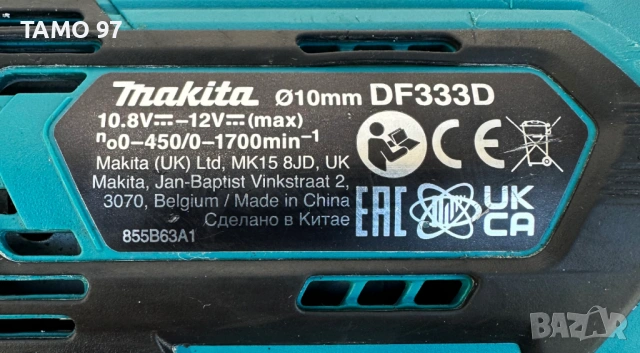 TAMO 97
makita Ø10mm DF333D
10.8V⎓–12V⎓(max)
n₀0–450/0–1700min⁻¹
Makita (UK) Ltd, MK15 8JD, UK
Makita, Jan-Baptist Vinkstraat 2,
3070, Belgium / Made in China
Сделано в Китае
855B63A1
CE
EAC
UK
CA
BAZAR